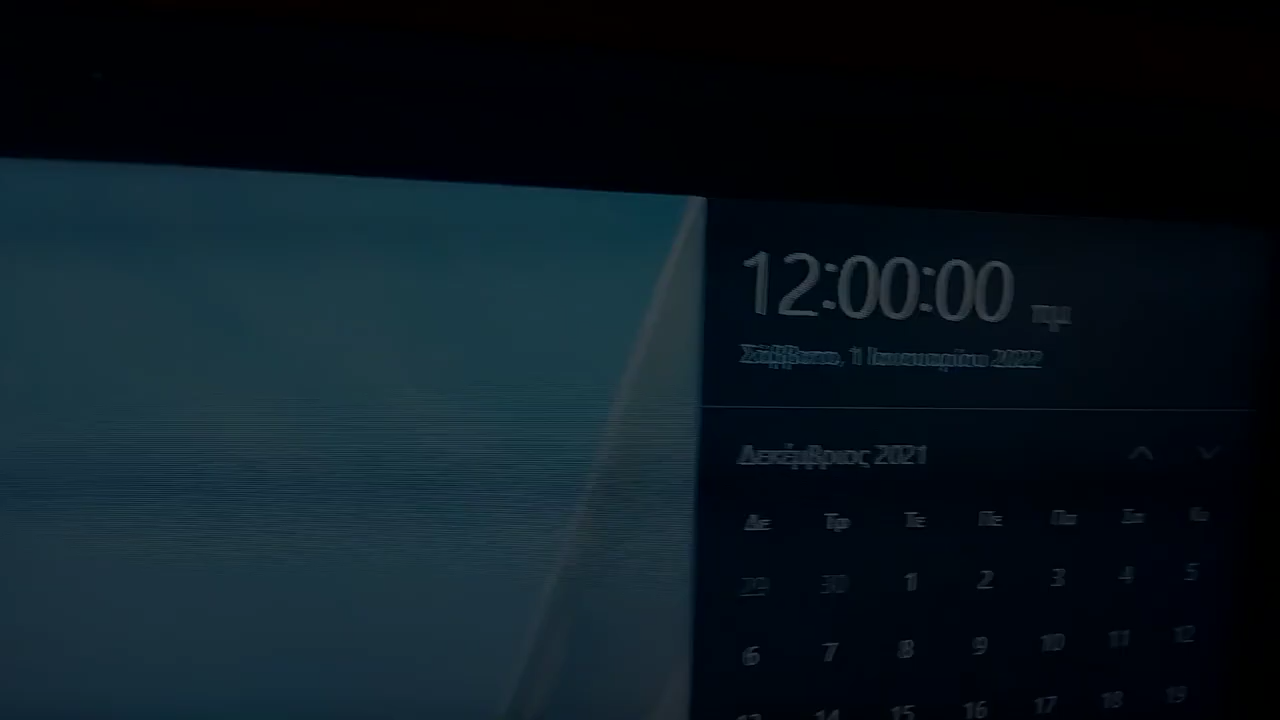 12:00:00 πμ
Σάββατο, 1 Ιανουαρίου 2022
Δεκέμβριος 2021
Δε Τρ Τε Πε Πα Σα Κυ
29 30 1 2 3 4 5
6 7 8 9 10 11 12
13 14 15 16 17 18 19